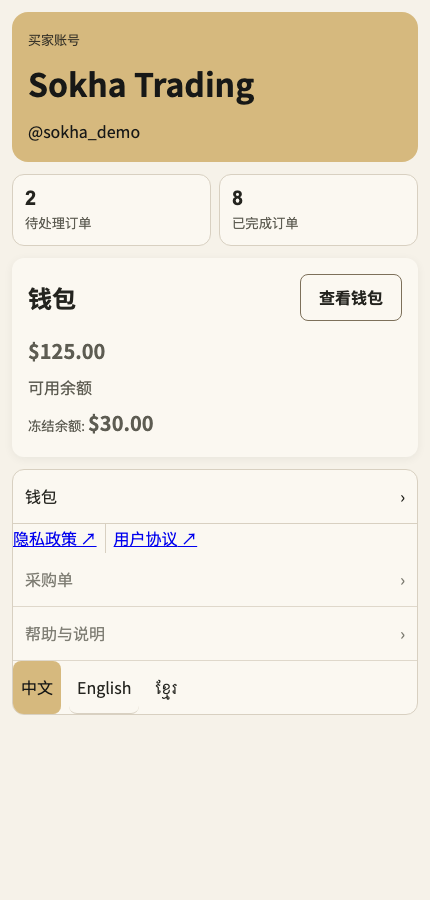 买家账号
Sokha Trading
@sokha_demo
2
待处理订单
8
已完成订单
钱包
查看钱包
$125.00
可用余额
冻结余额: $30.00
钱包 ›
隐私政策 ↗ 用户协议 ↗
采购单 ›
帮助与说明 ›
中文 English ខ្មែរ